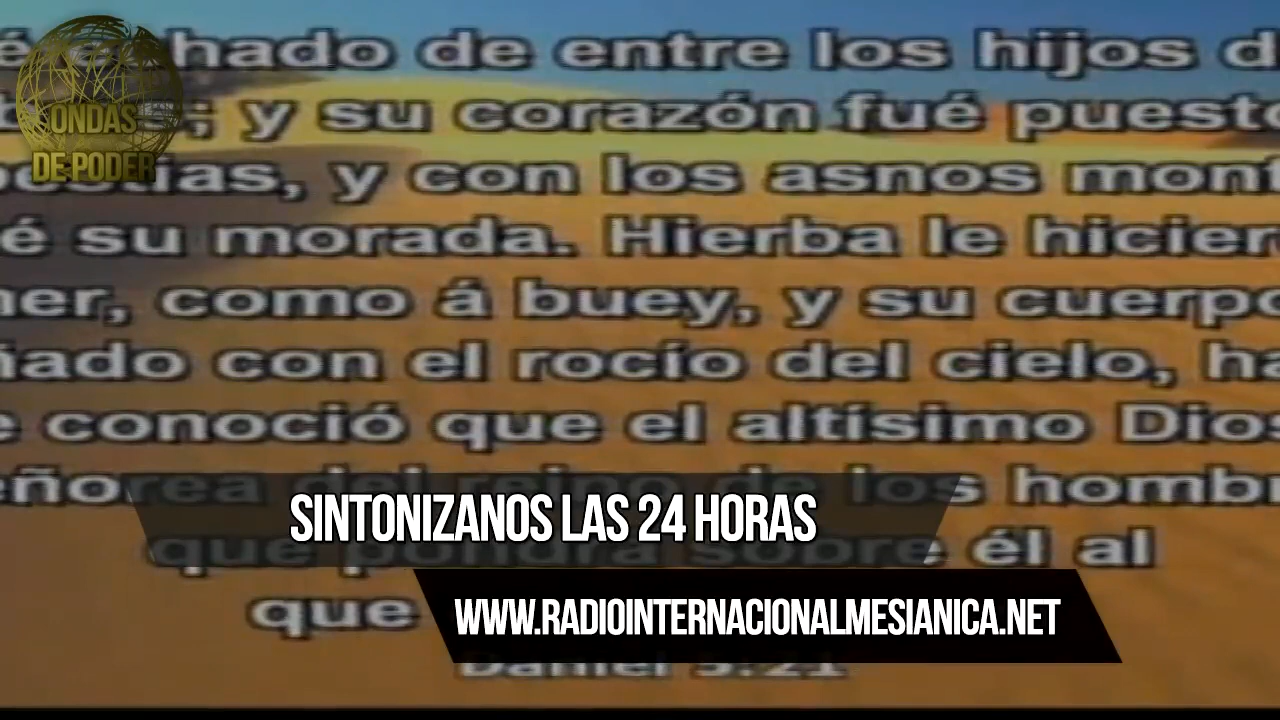 é echado de entre los hijos d
; y su corazón fué puesto
bestias, y con los asnos mont
é su morada. Hierba le hicier
ner, como á buey, y su cuerpo
ñado con el rocío del cielo, ha
e conoció que el altísimo Dios
eñorea del reino de los hombr
que pondrá sobre él al
que
Daniel 5:21
ONDAS
DE PODER
SINTONIZANOS LAS 24 HORAS
WWW.RADIOINTERNACIONALMESIANICA.NET